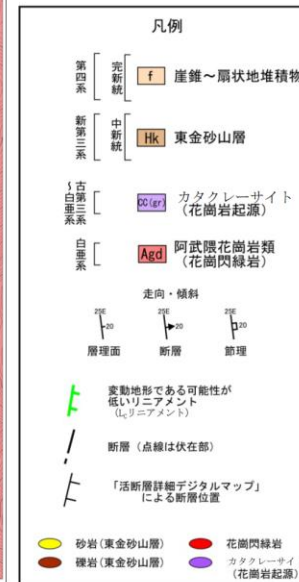 凡例
第四系
完新統
f
崖錐～扇状地堆積物
新第三系
中新統
Hk
東金砂山層
古第三系
～白亜系
CC(gr)
カタクレーサイト
(花崗岩起源)
白亜系
Agd
阿武隈花崗岩類
(花崗閃緑岩)
走向・傾斜
25E 25E 25E
20 20 20
層理面 断層 節理
変動地形である可能性が
低いリニアメント
(Lcリニアメント)
断層 (点線は伏在部)
「活断層詳細デジタルマップ」
による断層位置
砂岩(東金砂山層) 花崗閃緑岩
礫岩(東金砂山層) カタクレーサイ
(花崗岩起源)